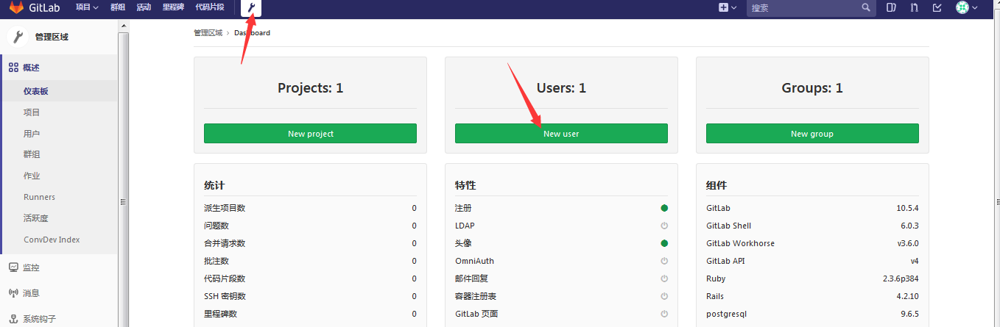 GitLab 项目 群组 活动 里程碑 代码片段 搜索
管理区域
管理区域 › Dashboard
概述
仪表板
项目
用户
群组
作业
Runners
活跃度
ConvDev Index
监控
消息
系统钩子
Projects: 1
New project
Users: 1
New user
Groups: 1
New group
统计
派生项目数 0
问题数 0
合并请求数 0
批注数 0
代码片段数 0
SSH 密钥数 0
里程碑数 0
特性
注册
LDAP
头像
OmniAuth
邮件回复
容器注册表
GitLab 页面
组件
GitLab 10.5.4
GitLab Shell 6.0.3
GitLab Workhorse v3.6.0
GitLab API v4
Ruby 2.3.6p384
Rails 4.2.10
postgresql 9.6.5